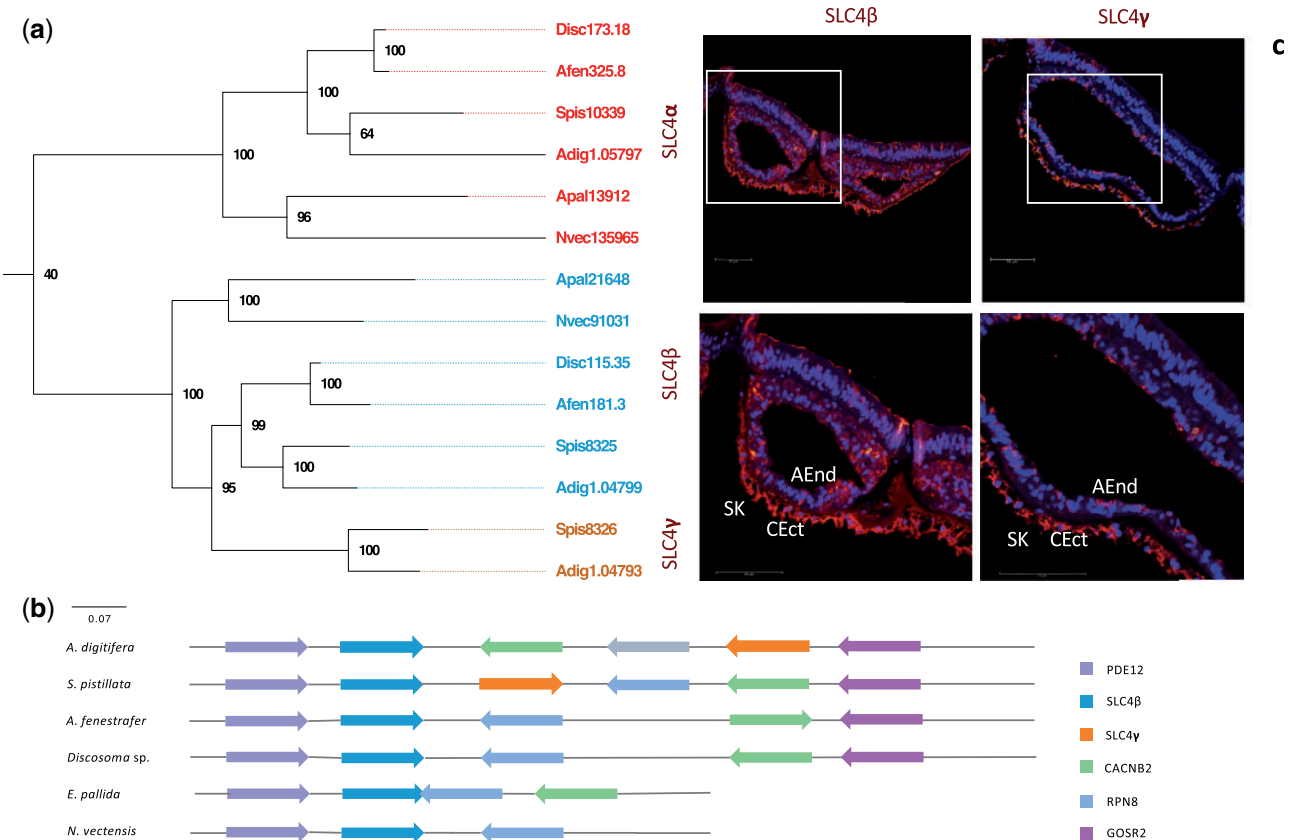 (a)
Disc173.18
Afen325.8
Spis10339
Adig1.05797
Apal13912
Nvec135965
Apal21648
Nvec91031
Disc115.35
Afen181.3
Spis8325
Adig1.04799
Spis8326
Adig1.04793
100
100
64
100
96
40
100
100
100
99
100
95
100
0.07
SLC4α
SLC4β
SLC4γ
SLC4β
SLC4γ
c
AEnd
SK
CEct
AEnd
SK
CEct
(b)
A. digitifera
S. pistillata
A. fenestrafer
Discosoma sp.
E. pallida
N. vectensis
PDE12
SLC4β
SLC4γ
CACNB2
RPN8
GOSR2